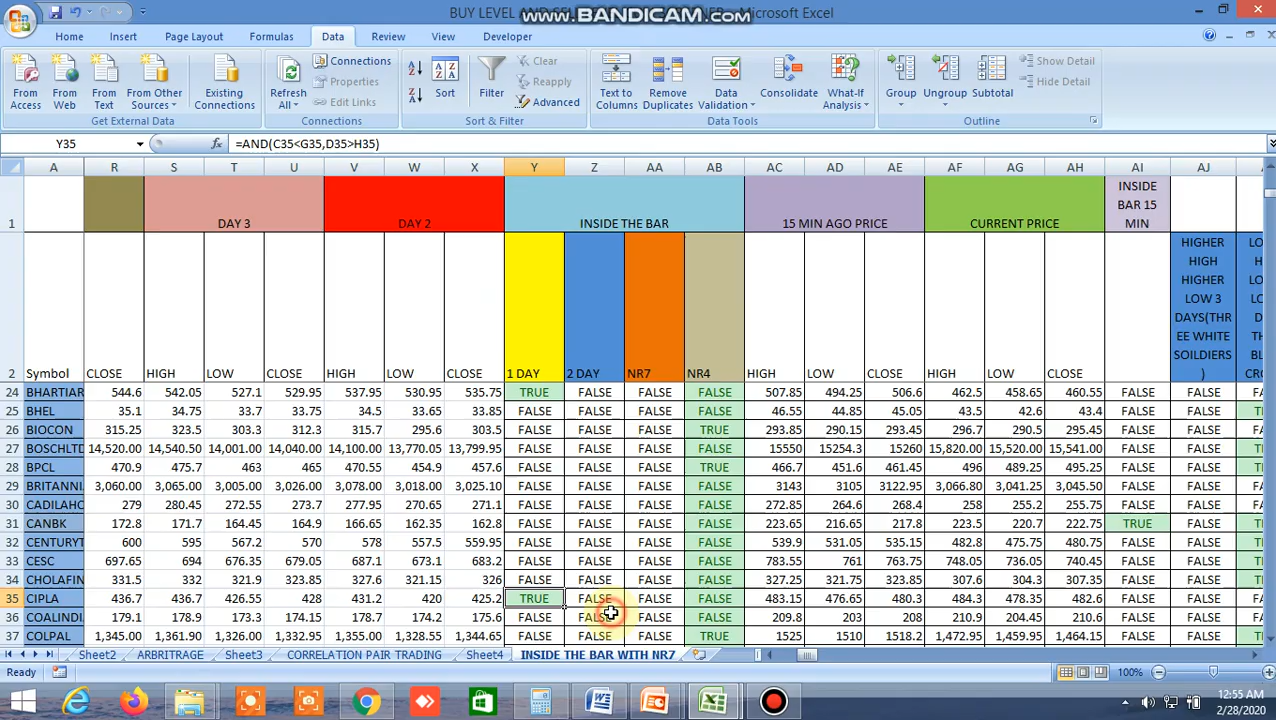 BUY LEVEL AND SEL NER - Microsoft Excel
www.BANDICAM.com
Home Insert Page Layout Formulas Data Review View Developer
From Access From Web From Text From Other Sources Existing Connections Get External Data
Refresh All Connections Properties Edit Links Connections
Sort Filter Clear Reapply Advanced Sort & Filter
Text to Columns Remove Duplicates Data Validation Consolidate What-If Analysis Data Tools
Group Ungroup Subtotal Show Detail Hide Detail Outline
Y35 fx =AND(C35<G35,D35>H35)
A R S T U V W X Y Z AA AB AC AD AE AF AG AH AI AJ
1 DAY 3 DAY 2 INSIDE THE BAR 15 MIN AGO PRICE CURRENT PRICE INSIDE BAR 15 MIN
2 Symbol CLOSE HIGH LOW CLOSE HIGH LOW CLOSE 1 DAY 2 DAY NR7 NR4 HIGH LOW CLOSE HIGH LOW CLOSE HIGHER HIGH HIGHER LOW 3 DAYS(THREE WHITE SOILDIERS)
24 BHARTIAR 544.6 542.05 527.1 529.95 537.95 530.95 535.75 TRUE FALSE FALSE FALSE 507.85 494.25 506.6 462.5 458.65 460.55 FALSE FALSE FA
25 BHEL 35.1 34.75 33.7 33.75 34.5 33.65 33.85 FALSE FALSE FALSE FALSE 46.55 44.85 45.05 43.5 42.6 43.4 FALSE FALSE T
26 BIOCON 315.25 323.5 303.3 312.3 315.7 295.6 303.5 FALSE FALSE FALSE TRUE 293.85 290.15 293.45 296.7 290.5 295.45 FALSE FALSE FA
27 BOSCHLTD 14,520.00 14,540.50 14,001.00 14,040.00 14,100.00 13,770.05 13,799.95 FALSE FALSE FALSE FALSE 15550 15254.3 15260 15,820.00 15,520.00 15,541.00 FALSE FALSE T
28 BPCL 470.9 475.7 463 465 470.55 454.9 457.6 FALSE FALSE FALSE TRUE 466.7 451.9 461.45 496 489.25 495.25 FALSE FALSE FA
29 BRITANNI 3,060.00 3,065.00 3,005.00 3,026.00 3,078.00 3,018.00 3,025.10 FALSE FALSE FALSE FALSE 3143 3105 3122.95 3,066.80 3,041.25 3,045.50 FALSE FALSE FA
30 CADILAHC 279 280.45 272.55 273.7 277.95 270.65 271.1 FALSE FALSE FALSE FALSE 272.85 264.4 268.4 258 255.2 255.75 FALSE FALSE T
31 CANBK 172.8 171.7 164.45 164.9 166.65 162.35 162.8 FALSE FALSE FALSE FALSE 223.65 216.65 217.8 223.5 220.7 222.75 TRUE FALSE T
32 CENTURYT 600 595 567.2 570 578 557.5 559.95 FALSE FALSE FALSE FALSE 539.9 531.05 535.8 482.8 475.75 480.75 FALSE FALSE T
33 CESC 697.65 694 676.35 679.05 687.1 673.1 683.2 FALSE FALSE FALSE FALSE 783.55 761 763.75 748.05 736.05 740.45 FALSE FALSE T
34 CHOLAFIN 331.5 332 321.9 323.85 327.6 321.15 326 FALSE FALSE FALSE FALSE 327.25 321.75 323.85 307.6 304.3 305.85 FALSE FALSE T
35 CIPLA 436.7 436.7 426.55 428 431.2 420 425.2 TRUE FALSE FALSE FALSE 483.15 476.65 480.3 484.3 478.35 482.6 FALSE FALSE FA
36 COALINDI 179.1 178.9 173.3 174.15 178.7 174.2 175.6 FALSE FALSE FALSE FALSE 209.8 203 208.4 210.9 204.45 210.6 FALSE FALSE FA
37 COLPAL 1,345.00 1,361.90 1,326.00 1,332.95 1,355.00 1,328.55 1,344.65 FALSE FALSE FALSE TRUE 1525 1510 1518.2 1,472.95 1,459.95 1,464.15 FALSE FALSE T
Sheet2 ARBRITRAGE Sheet3 CORRELATION PAIR TRADING Sheet4 INSIDE THE BAR WITH NR7
Ready 100%
12:55 AM
2/28/2020